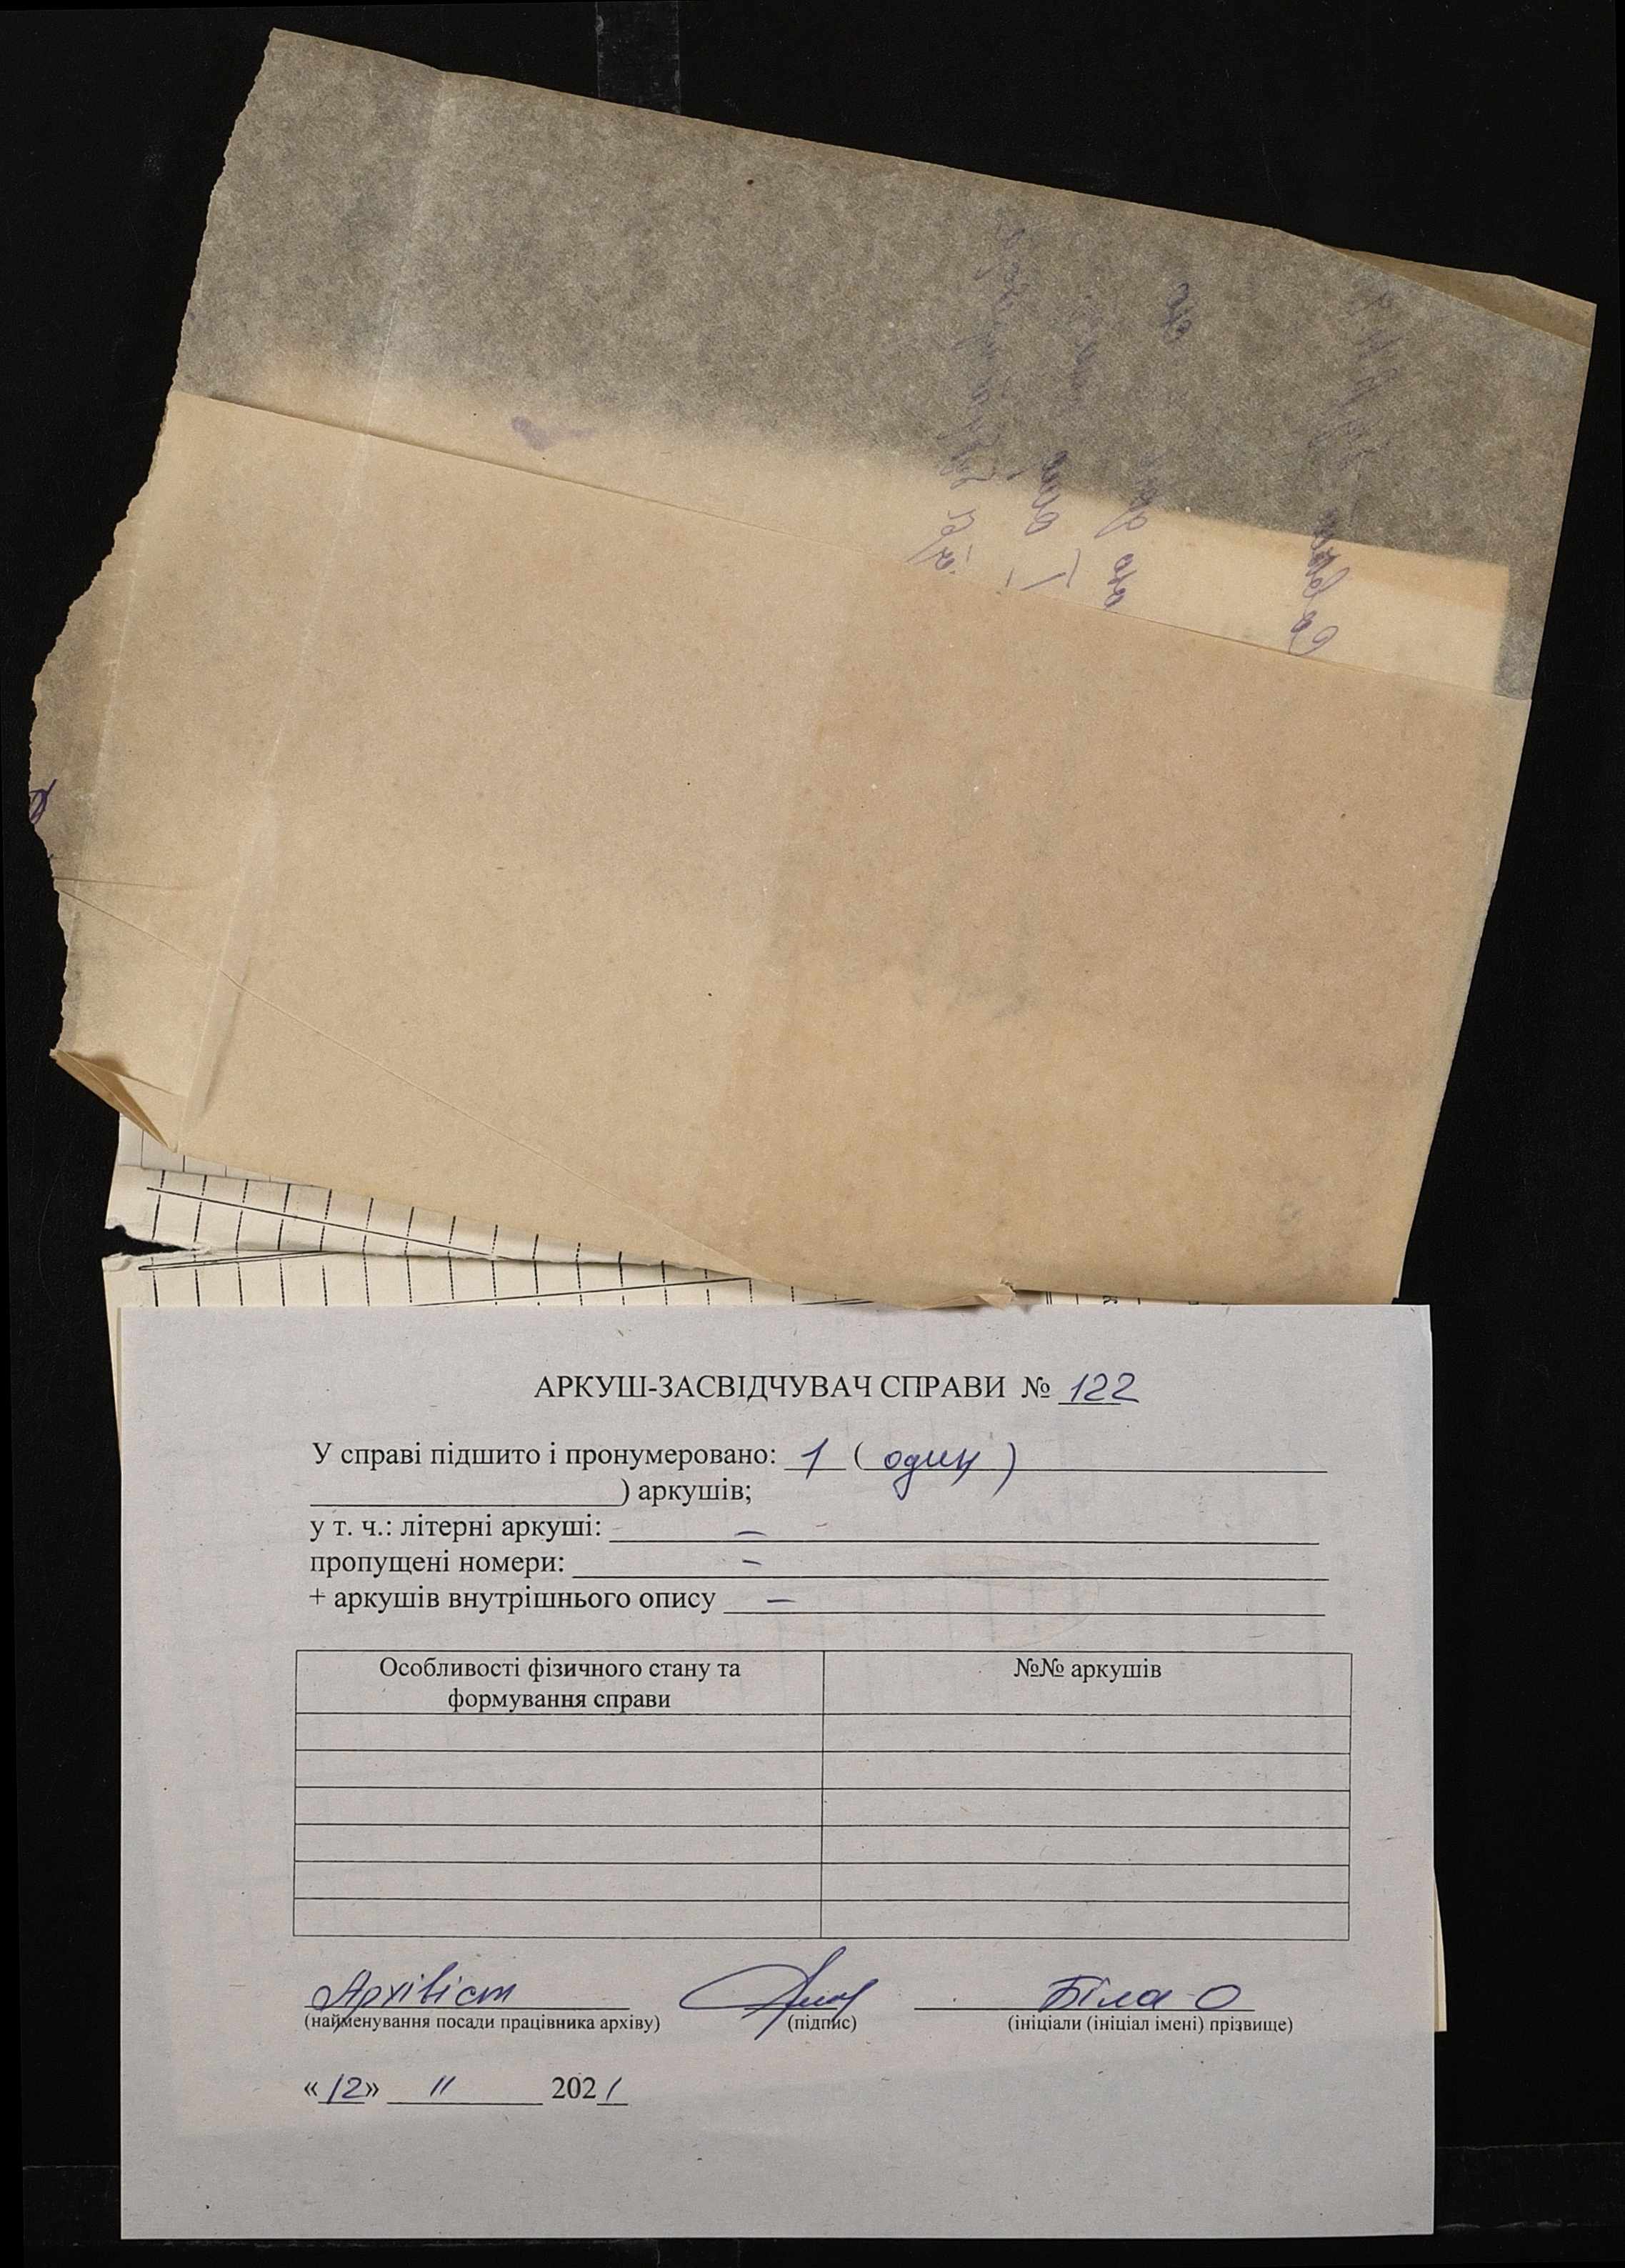 АРКУШ-ЗАСВІДЧУВАЧ СПРАВИ № 122
У справі підшито і пронумеровано: 1 ( один )
) аркушів;
у т. ч.: літерні аркуші: –
пропущені номери: –
+ аркушів внутрішнього опису –
Особливості фізичного стану та №№ аркушів
формування справи
Архівіст Біла О
(найменування посади працівника архіву) (підпис) (ініціали (ініціал імені) прізвище)
«12» 11 2021